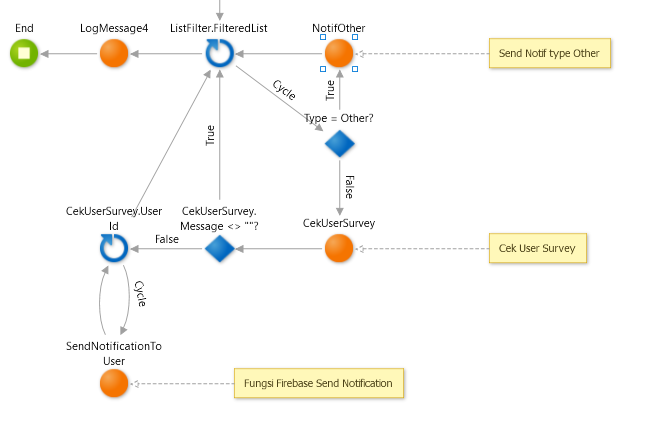 End
LogMessage4
ListFilter.FilteredList
NotifOther
Send Notif type Other
Cycle
True
Type = Other?
True
False
CekUserSurvey.User
Id
CekUserSurvey.
Message <> ""?
CekUserSurvey
False
Cek User Survey
Cycle
SendNotificationTo
User
Fungsi Firebase Send Notification